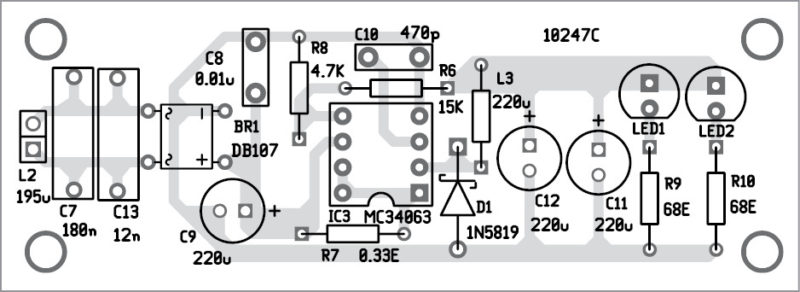 C10
470p
10247C
R8
4.7K
C8
0.01u
R6
15K
L3
220u
BR1
DB107
∿
−
∿
+
LED1
LED2
L2
195u
C7
180n
C13
12n
C9
220u
+
IC3
MC34063
R7
0.33E
D1
1N5819
+
C12
220u
+
C11
220u
R9
68E
R10
68E